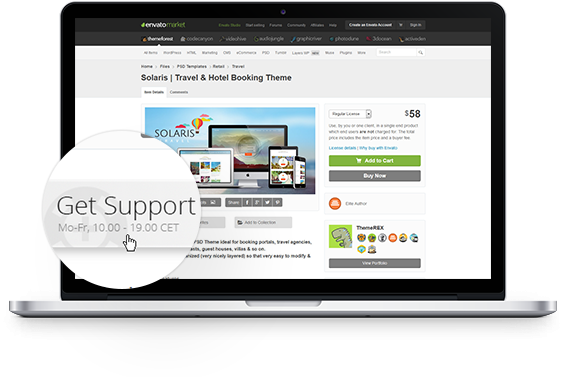 envato market
Envato Studio Start selling Forums Community Affiliates Help Create an Envato Account Sign In
themeforest codecanyon videohive audiojungle graphicriver photodune 3docean activeden
All Items WordPress HTML Marketing CMS eCommerce PSD Tumblr Layers WP Muse Plugins More Search
Home › Files › PSD Templates › Retail › Travel
Solaris | Travel & Hotel Booking Theme
Item Details Comments
SOLARIS
Regular License $58
Use, by you or one client, in a single end product
which end users are not charged for. The total
price includes the item price and a buyer fee.
License details | Why buy with Envato
Add to Cart
Buy Now
Share
Elite Author
Add to Collection
ThemeREX
View Portfolio
Get Support
Mo-Fr, 10.00 - 19.00 CET
PSD Theme ideal for booking portals, travel agencies,
guest houses, villas & so on.
(very nicely layered) so that very easy to modify &